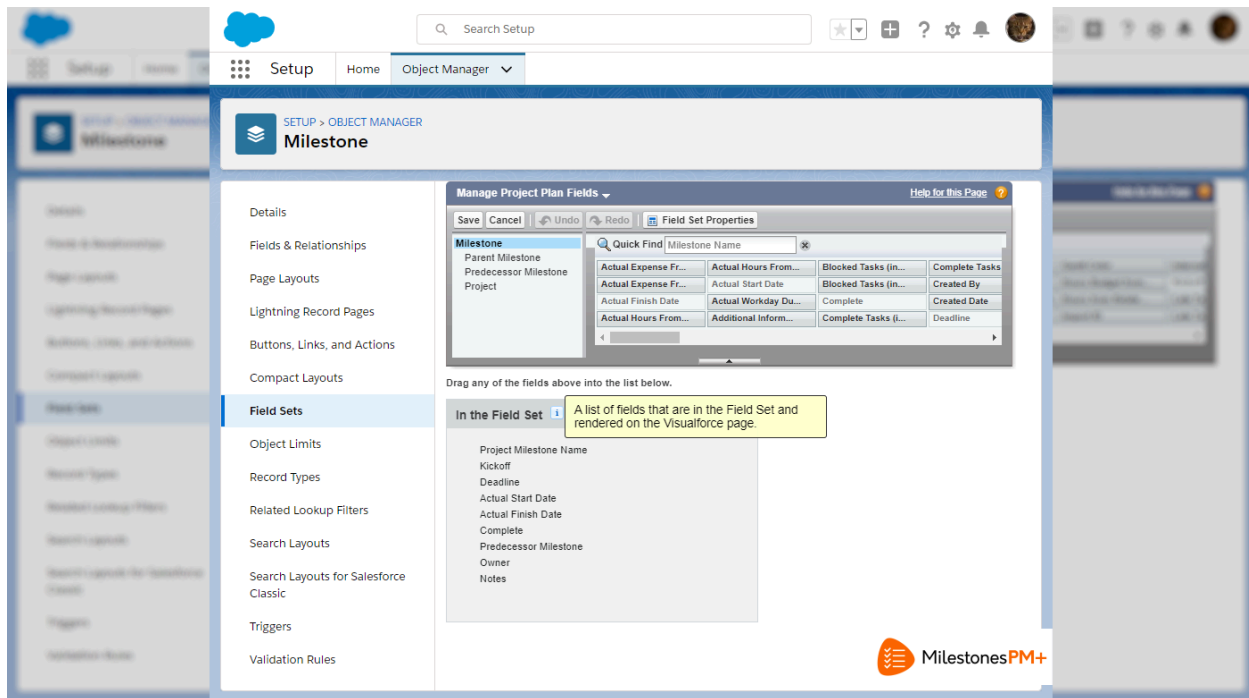 Search Setup
Setup
Home
Object Manager
SETUP > OBJECT MANAGER
Milestone
Details
Fields & Relationships
Page Layouts
Lightning Record Pages
Buttons, Links, and Actions
Compact Layouts
Field Sets
Object Limits
Record Types
Related Lookup Filters
Search Layouts
Search Layouts for Salesforce
Classic
Triggers
Validation Rules
Manage Project Plan Fields
Help for this Page
Save Cancel Undo Redo Field Set Properties
Milestone
Parent Milestone
Predecessor Milestone
Project
Quick Find Milestone Name
Actual Expense Fr... Actual Hours From... Blocked Tasks (in... Complete Tasks
Actual Expense Fr... Actual Start Date Blocked Tasks (in... Created By
Actual Finish Date Actual Workday Du... Complete Created Date
Actual Hours From... Additional Inform... Complete Tasks (i... Deadline
Drag any of the fields above into the list below.
In the Field Set
A list of fields that are in the Field Set and
rendered on the Visualforce page.
Project Milestone Name
Kickoff
Deadline
Actual Start Date
Actual Finish Date
Complete
Predecessor Milestone
Owner
Notes
MilestonesPM+